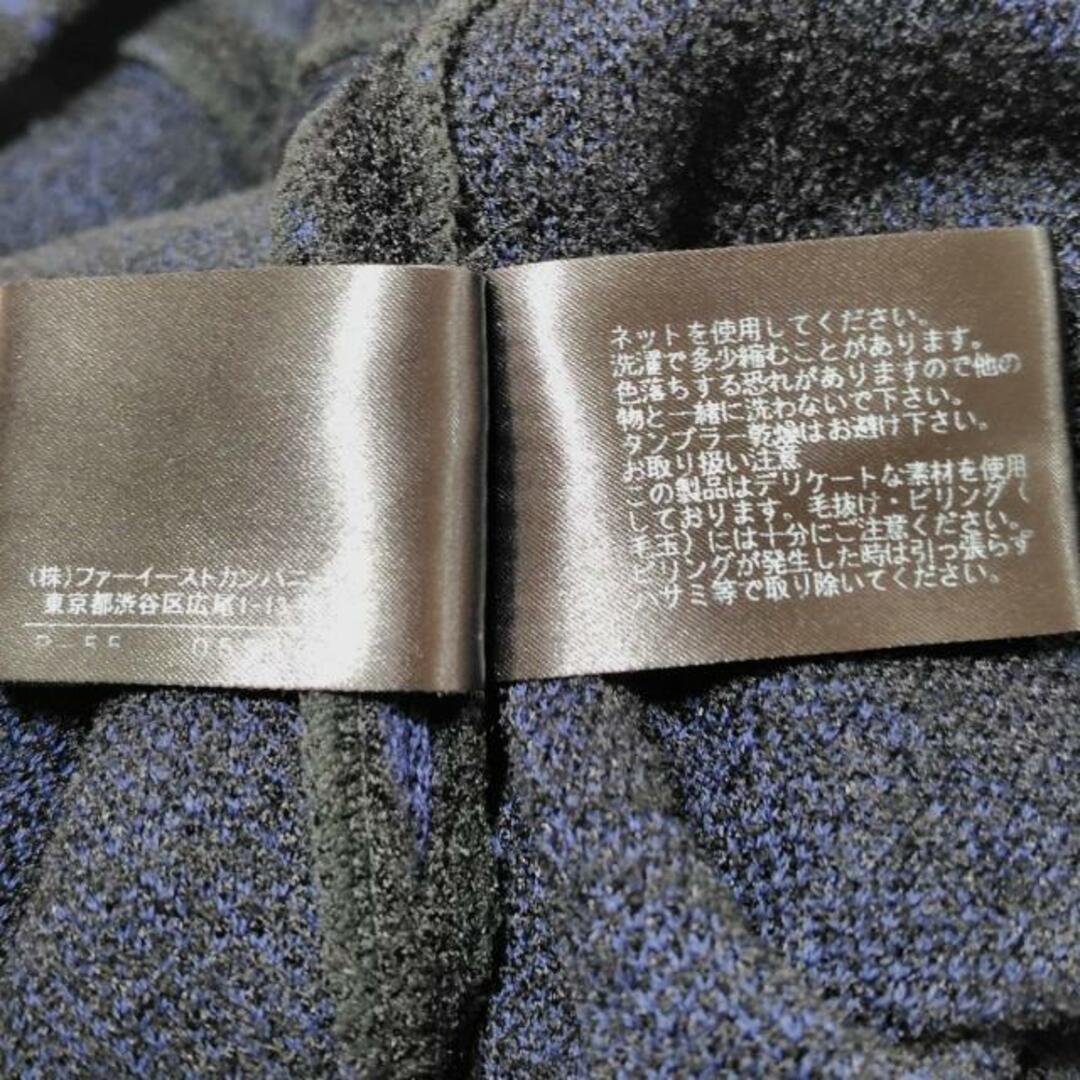 (株)ファーイーストカンパニー
東京都渋谷区広尾1-13
ネットを使用してください。
洗濯で多少縮むことがあります。
色落ちする恐れがありますので他の
物と一緒に洗わないで下さい。
タンブラー乾燥はお避け下さい。
お取り扱い注意
この製品はデリケートな素材を使用
しております。毛抜け・ピリング(
毛玉)には十分にご注意ください。
ピリングが発生した時は引っ張らず
ハサミ等で取り除いてください。